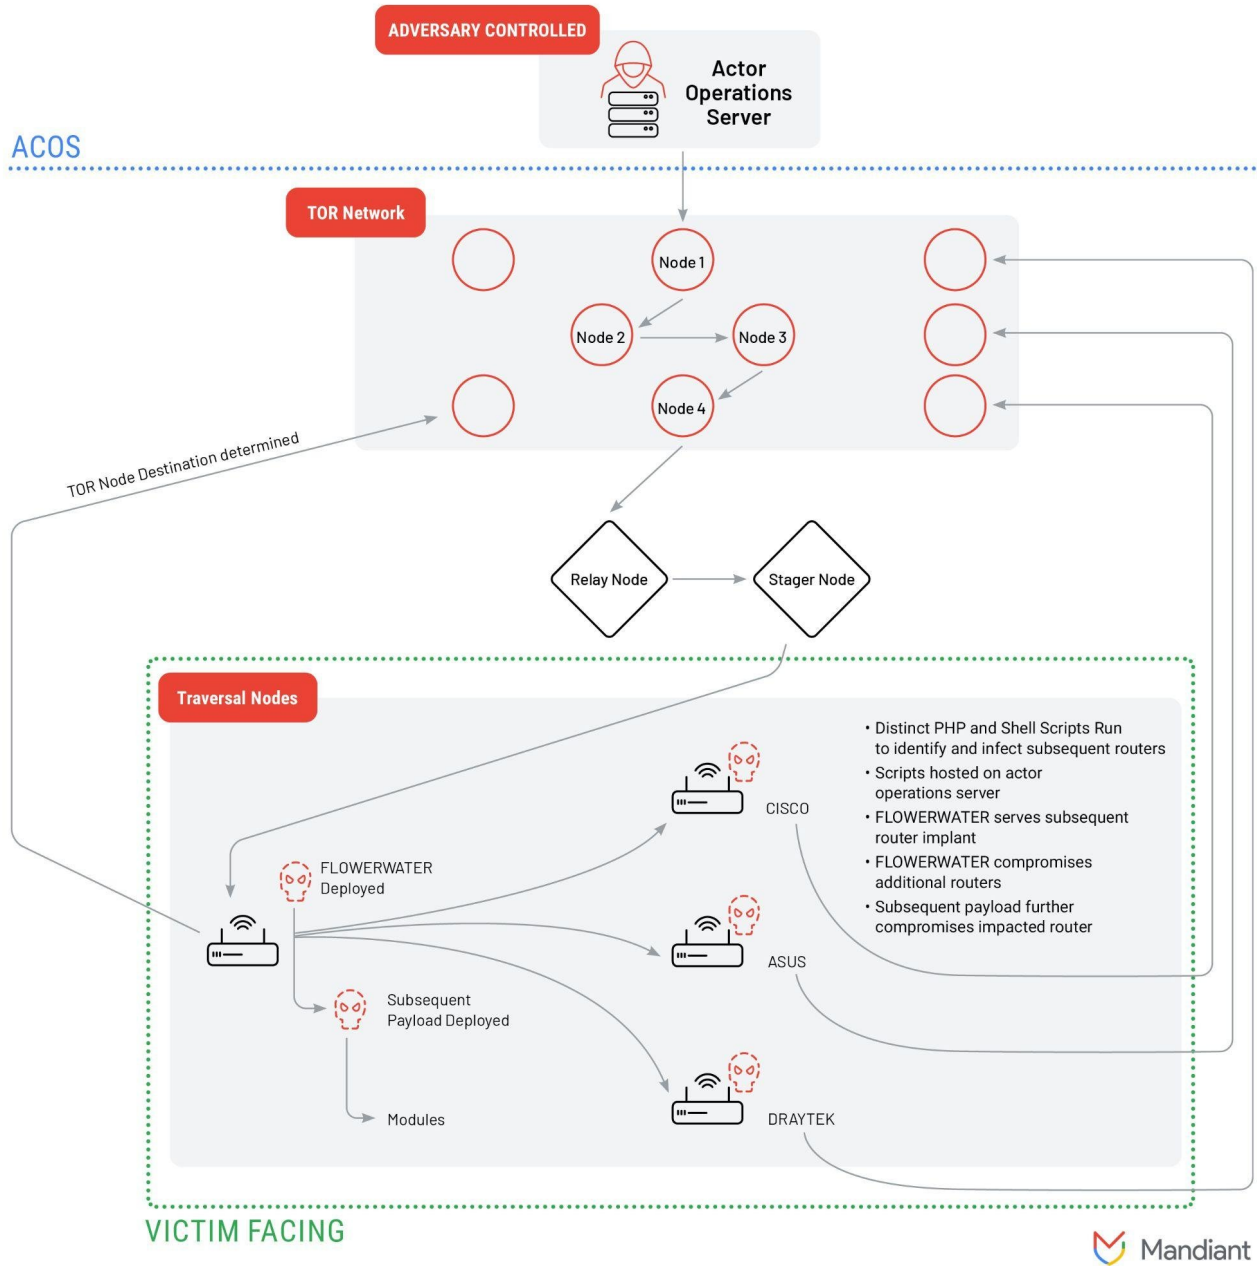 ADVERSARY CONTROLLED
Actor
Operations
Server
ACOS
TOR Network
Node 1
Node 2
Node 3
Node 4
TOR Node Destination determined
Relay Node
Stager Node
Traversal Nodes
• Distinct PHP and Shell Scripts Run
to identify and infect subsequent routers
• Scripts hosted on actor
operations server
• FLOWERWATER serves subsequent
router implant
• FLOWERWATER compromises
additional routers
• Subsequent payload further
compromises impacted router
CISCO
FLOWERWATER
Deployed
ASUS
Subsequent
Payload Deployed
Modules
DRAYTEK
VICTIM FACING
Mandiant